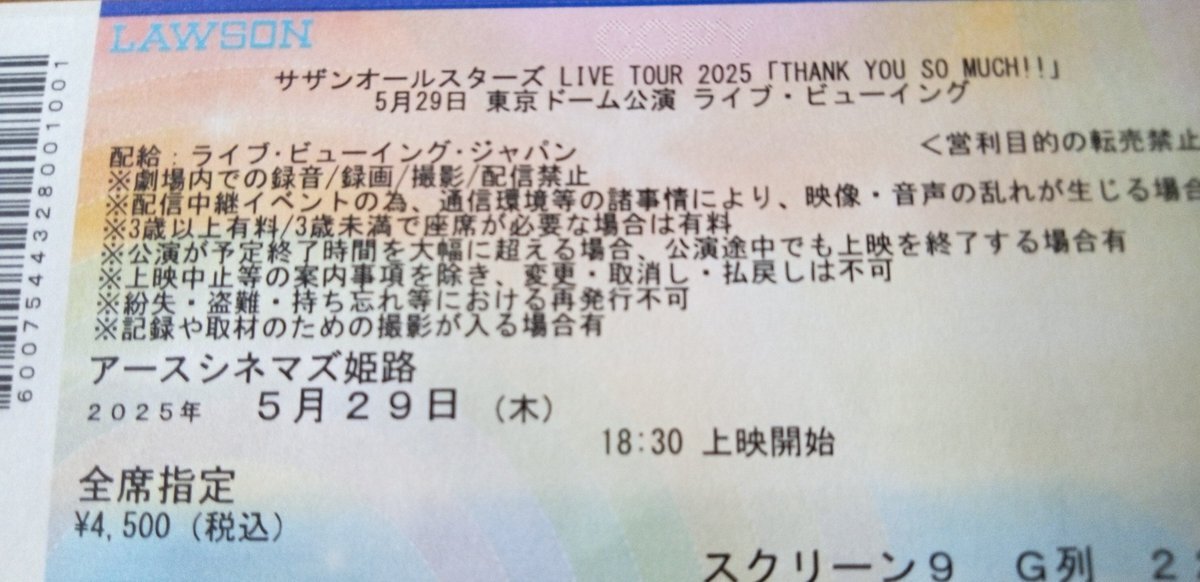 LAWSON
サザンオールスターズ LIVE TOUR 2025「THANK YOU SO MUCH!!」
5月29日 東京ドーム公演 ライブ・ビューイング
配給：ライブ・ビューイング・ジャパン
<営利目的の転売禁止
※劇場内での録音/録画/撮影/配信禁止
※配信中継イベントの為、通信環境等の諸事情により、映像・音声の乱れが生じる場合
※3歳以上有料/3歳未満で座席が必要な場合は有料
※公演が予定終了時間を大幅に超える場合、公演途中でも上映を終了する場合有
※上映中止等の案内事項を除き、変更・取消し・払戻しは不可
※紛失・盗難・持ち忘れ等における再発行不可
※記録や取材のための撮影が入る場合有
アースシネマズ姫路
2025年 5月29日（木）
18:30 上映開始
全席指定
¥4,500（税込）
スクリーン9 G列 2
6007544328001001